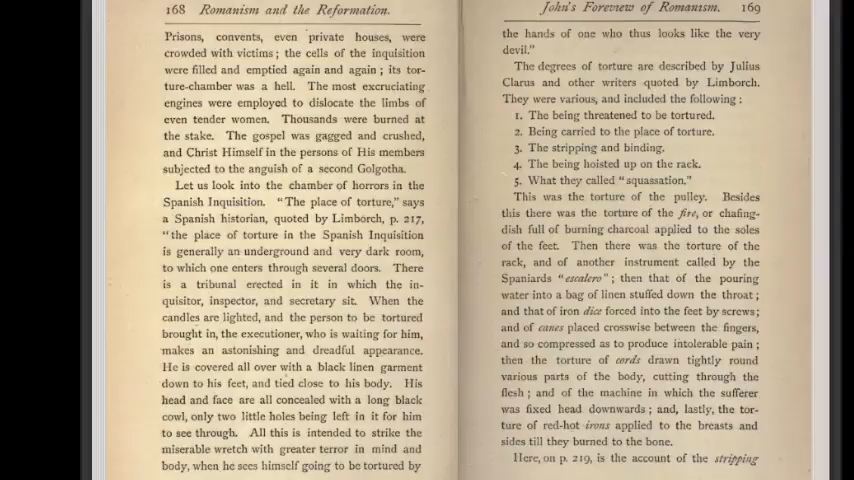 168 Romanism and the Reformation.
Prisons, convents, even private houses, were
crowded with victims; the cells of the inquisition
were filled and emptied again and again; its tor-
ture-chamber was a hell. The most excruciating
engines were employed to dislocate the limbs of
even tender women. Thousands were burned at
the stake. The gospel was gagged and crushed,
and Christ Himself in the persons of His members
subjected to the anguish of a second Golgotha.
Let us look into the chamber of horrors in the
Spanish Inquisition. "The place of torture," says
a Spanish historian, quoted by Limborch, p. 217,
"the place of torture in the Spanish Inquisition
is generally an underground and very dark room,
to which one enters through several doors. There
is a tribunal erected in it in which the in-
quisitor, inspector, and secretary sit. When the
candles are lighted, and the person to be tortured
brought in, the executioner, who is waiting for him,
makes an astonishing and dreadful appearance.
He is covered all over with a black linen garment
down to his feet, and tied close to his body. His
head and face are all concealed with a long black
cowl, only two little holes being left in it for him
to see through. All this is intended to strike the
miserable wretch with greater terror in mind and
body, when he sees himself going to be tortured by
John's Foreview of Romanism. 169
the hands of one who thus looks like the very
devil."
The degrees of torture are described by Julius
Clarus and other writers quoted by Limborch.
They were various, and included the following:
1. The being threatened to be tortured.
2. Being carried to the place of torture.
3. The stripping and binding.
4. The being hoisted up on the rack.
5. What they called "squassation."
This was the torture of the pulley. Besides
this there was the torture of the fire, or chafing-
dish full of burning charcoal applied to the soles
of the feet. Then there was the torture of the
rack, and of another instrument called by the
Spaniards "escalero"; then that of the pouring
water into a bag of linen stuffed down the throat;
and that of iron dice forced into the feet by screws;
and of canes placed crosswise between the fingers,
and so compressed as to produce intolerable pain;
then the torture of cords drawn tightly round
various parts of the body, cutting through the
flesh; and of the machine in which the sufferer
was fixed head downwards; and, lastly, the tor-
ture of red-hot irons applied to the breasts and
sides till they burned to the bone.
Here, on p. 219, is the account of the stripping